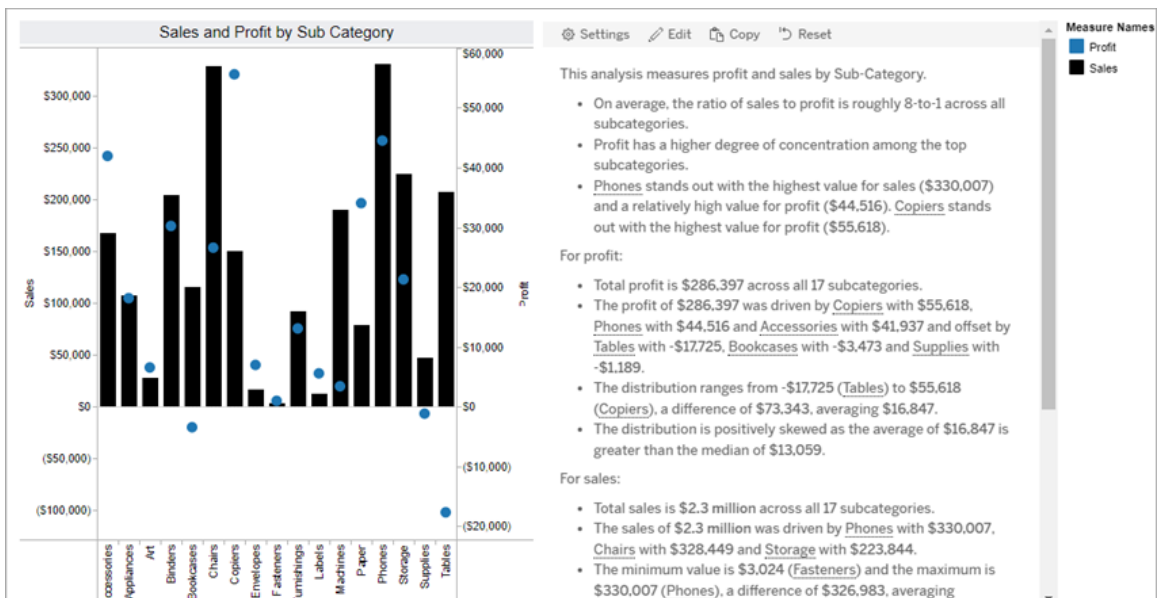 Sales and Profit by Sub Category
$300,000
$250,000
$200,000
$150,000
$100,000
$50,000
$0
($50,000)
($100,000)
Sales
$60,000
$50,000
$40,000
$30,000
$20,000
$10,000
$0
($10,000)
($20,000)
Profit
Appliances
Art
Binders
Bookcases
Chairs
Copiers
Envelopes
Fasteners
Labels
Machines
Paper
Phones
Storage
Supplies
Tables
Settings Edit Copy Reset
This analysis measures profit and sales by Sub-Category.
• On average, the ratio of sales to profit is roughly 8-to-1 across all
subcategories.
• Profit has a higher degree of concentration among the top
subcategories.
• Phones stands out with the highest value for sales ($330,007)
and a relatively high value for profit ($44,516). Copiers stands
out with the highest value for profit ($55,618).
For profit:
• Total profit is $286,397 across all 17 subcategories.
• The profit of $286,397 was driven by Copiers with $55,618,
Phones with $44,516 and Accessories with $41,937 and offset by
Tables with -$17,725, Bookcases with -$3,473 and Supplies with
-$1,189.
• The distribution ranges from -$17,725 (Tables) to $55,618
(Copiers), a difference of $73,343, averaging $16,847.
• The distribution is positively skewed as the average of $16,847 is
greater than the median of $13,059.
For sales:
• Total sales is $2.3 million across all 17 subcategories.
• The sales of $2.3 million was driven by Phones with $330,007,
Chairs with $328,449 and Storage with $223,844.
• The minimum value is $3,024 (Fasteners) and the maximum is
$330,007 (Phones), a difference of $326,983, averaging
Measure Names
Profit
Sales